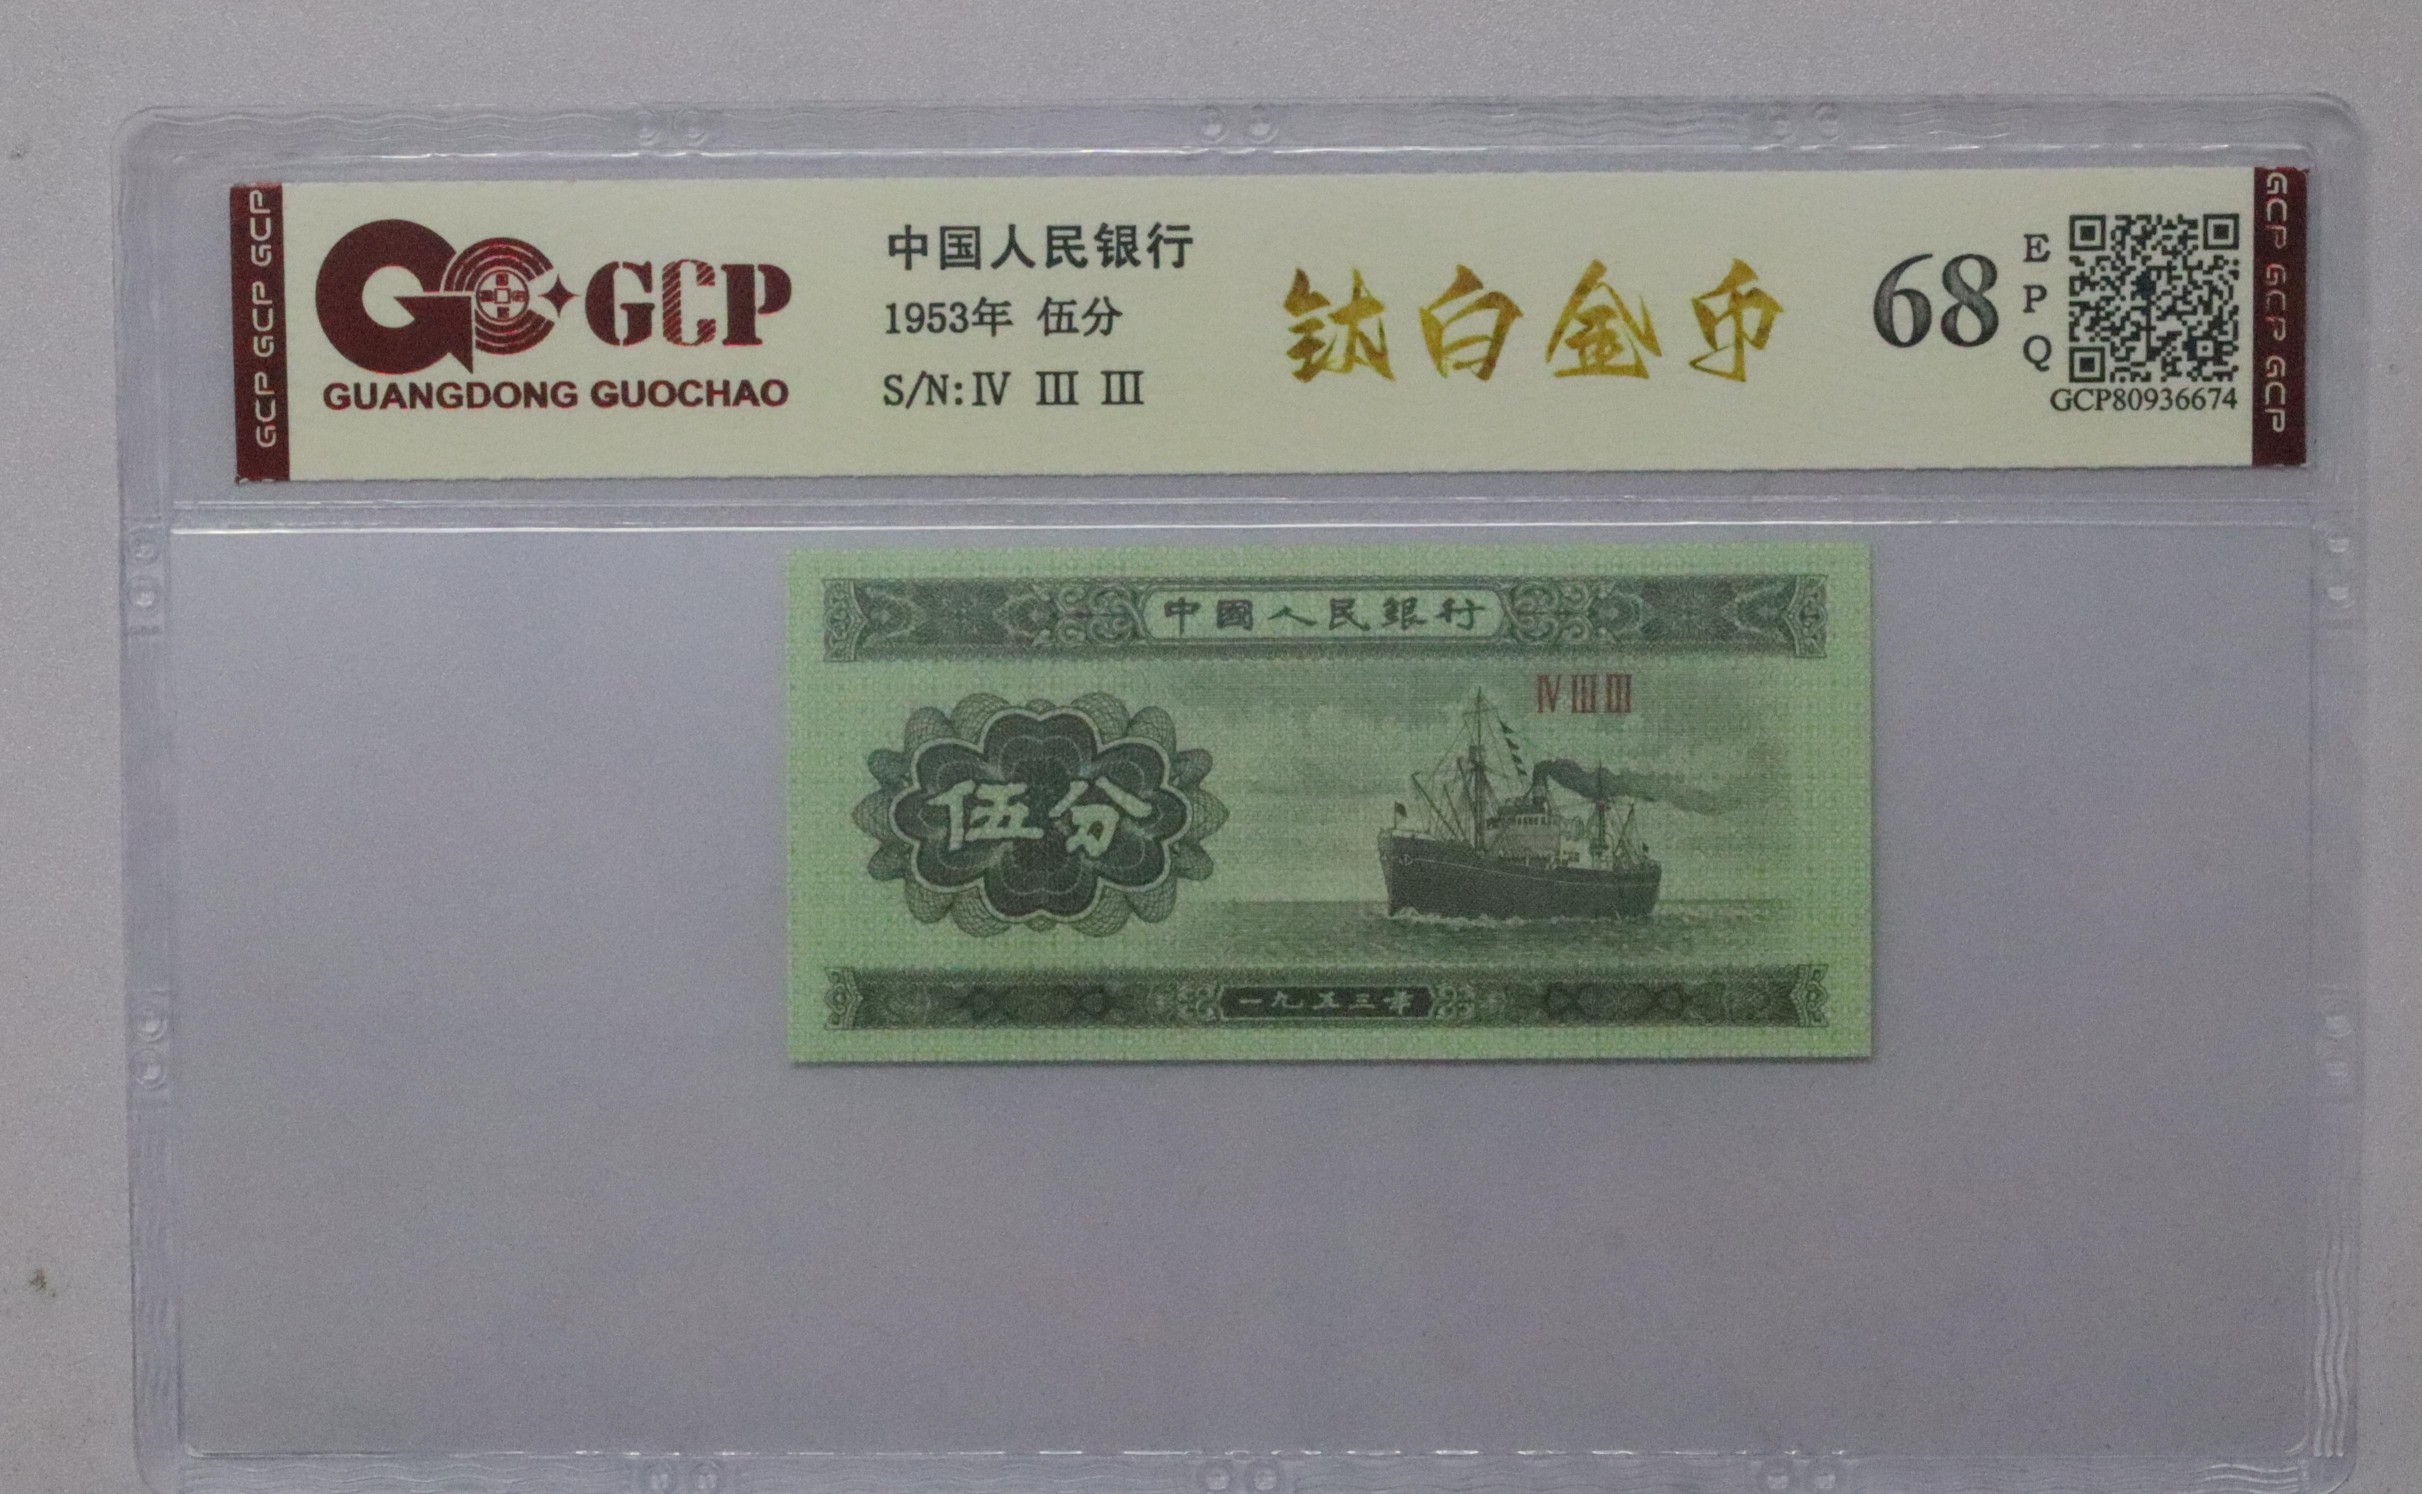 GCP GCP GCP
GCP
GUANGDONG GUOCHAO
中国人民银行
1953年 伍分
S/N:Ⅳ Ⅲ Ⅲ
钛白金币
68
E
P
Q
GCP80936674
GCP GCP GCP
中國人民銀行
Ⅳ Ⅲ Ⅲ
伍分
一九五三年